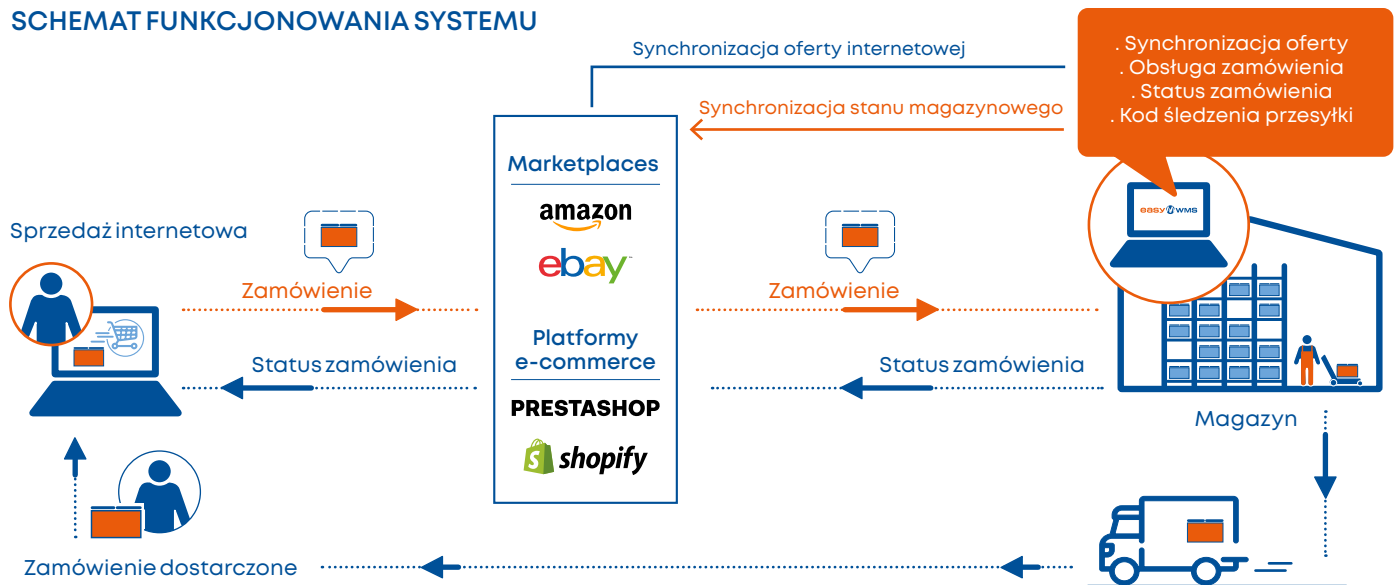 SCHEMAT FUNKCJONOWANIA SYSTEMU
Synchronizacja oferty internetowej
Synchronizacja stanu magazynowego
. Synchronizacja oferty
. Obsługa zamówienia
. Status zamówienia
. Kod śledzenia przesyłki
easy WMS
Marketplaces
amazon
ebay
Platformy
e-commerce
PRESTASHOP
shopify
Sprzedaż internetowa
Zamówienie
Status zamówienia
Zamówienie
Status zamówienia
Magazyn
Zamówienie dostarczone